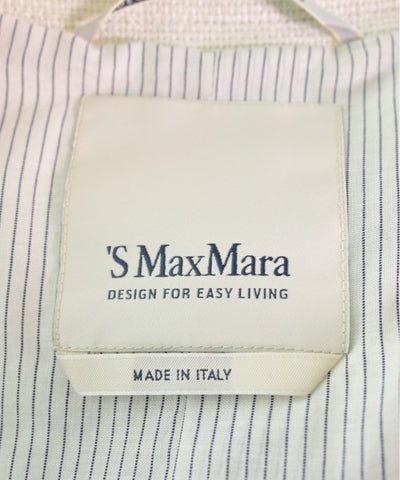 'S MaxMara
DESIGN FOR EASY LIVING
MADE IN ITALY